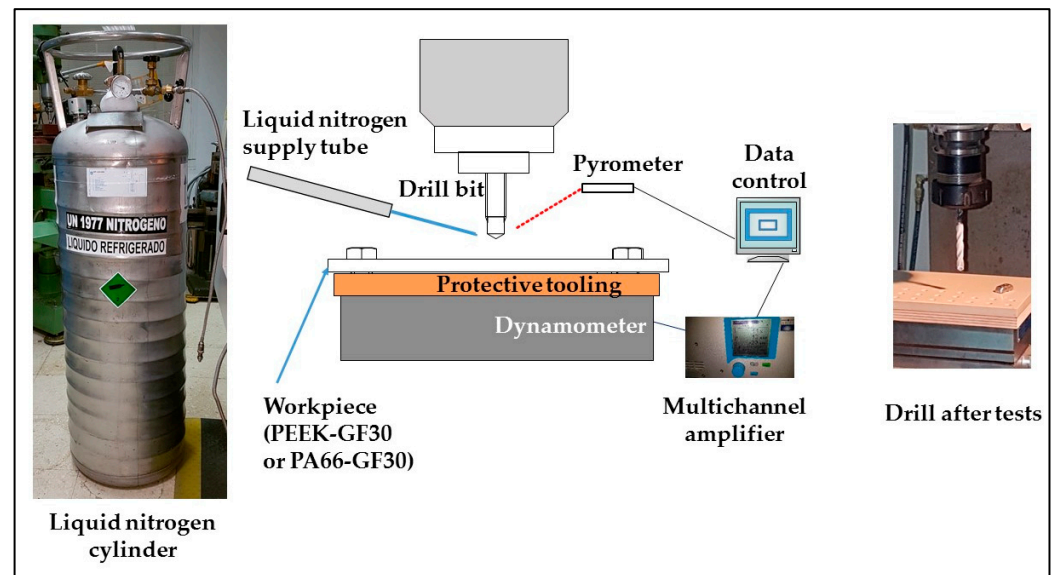 UN 1977 NITROGENO
LIQUIDO REFRIGERADO
Liquid nitrogen
cylinder
Liquid nitrogen
supply tube
Drill bit
Pyrometer
Data
control
Protective tooling
Dynamometer
Workpiece
(PEEK-GF30
or PA66-GF30)
Multichannel
amplifier
Drill after tests